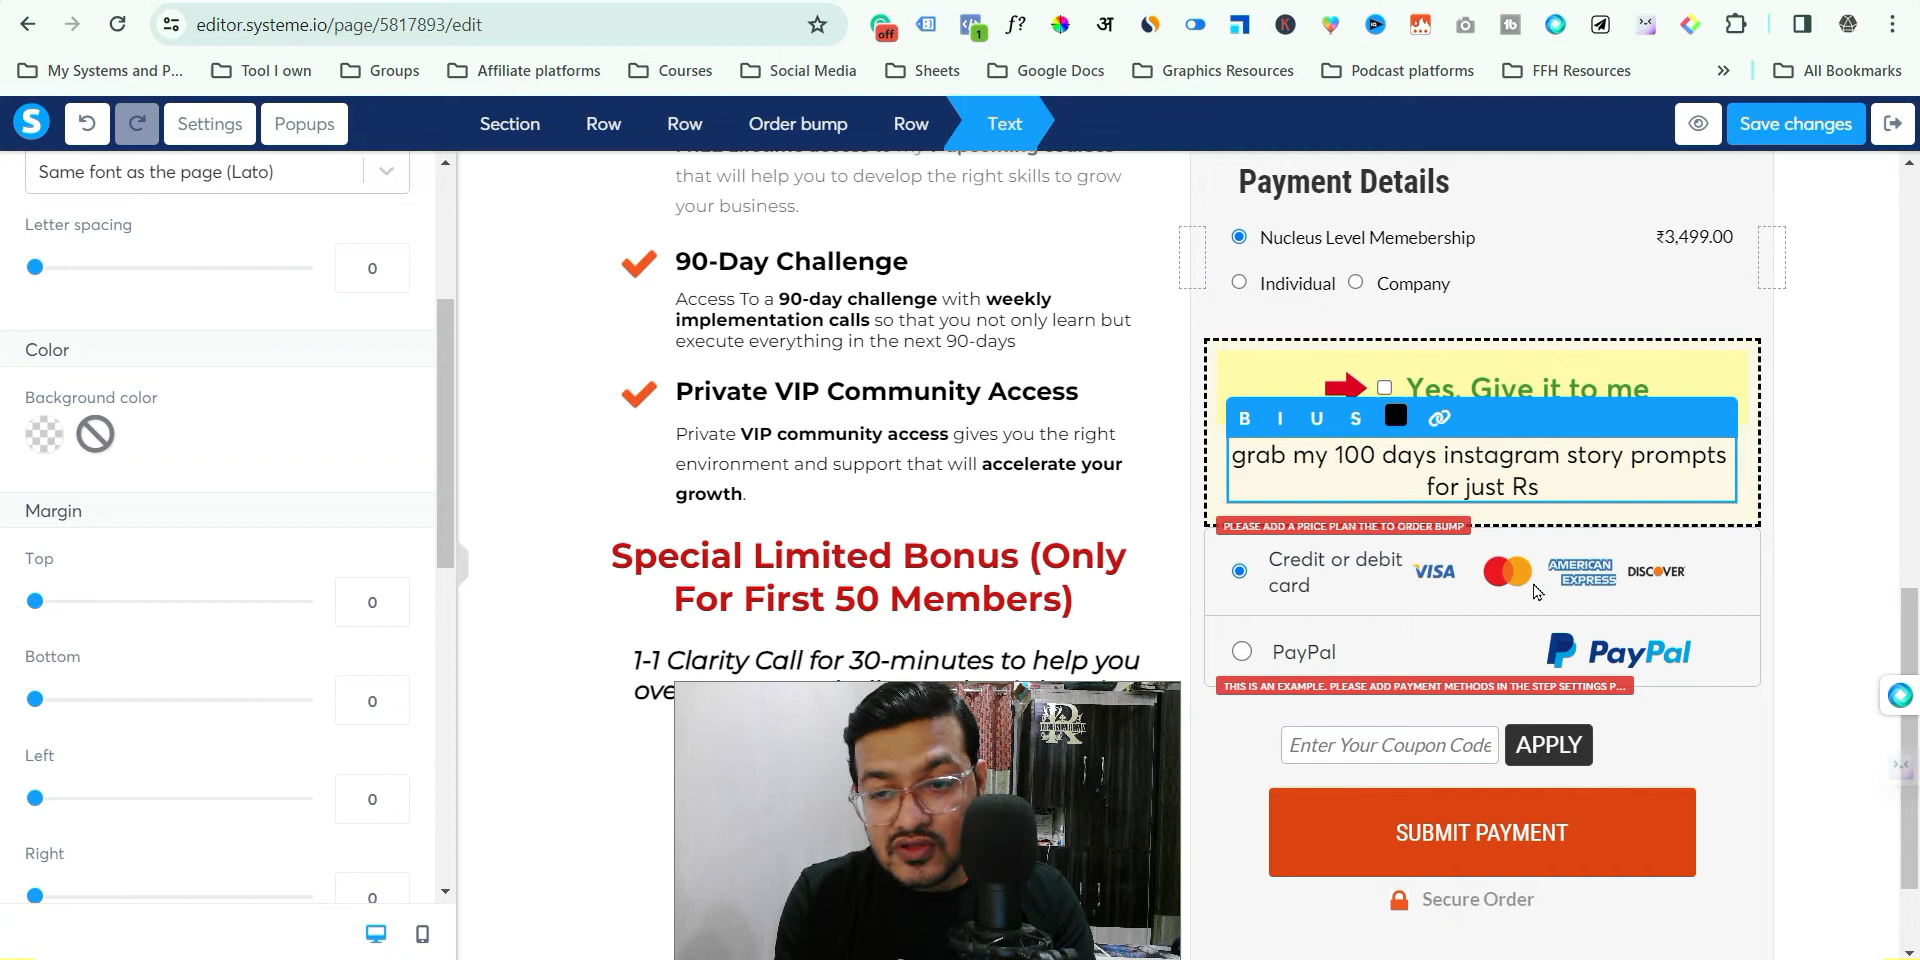 editor.systeme.io/page/5817893/edit
off
1
f?
अ
K
tb
My Systems and P...
Tool I own
Groups
Affiliate platforms
Courses
Social Media
Sheets
Google Docs
Graphics Resources
Podcast platforms
FFH Resources
»
All Bookmarks
S
Settings
Popups
Section
Row
Row
Order bump
Row
Text
Save changes
Same font as the page (Lato)
Letter spacing
0
Color
Background color
Margin
Top
0
Bottom
0
Left
0
Right
0
that will help you to develop the right skills to grow
your business.
90-Day Challenge
Access To a 90-day challenge with weekly
implementation calls so that you not only learn but
execute everything in the next 90-days
Private VIP Community Access
Private VIP community access gives you the right
environment and support that will accelerate your
growth.
Special Limited Bonus (Only
For First 50 Members)
1-1 Clarity Call for 30-minutes to help you
Payment Details
Nucleus Level Memebership ₹3,499.00
Individual Company
Yes, Give it to me
B I U S
grab my 100 days instagram story prompts
for just Rs
PLEASE ADD A PRICE PLAN THE TO ORDER BUMP
Credit or debit
card
VISA
AMERICAN
EXPRESS
DISCOVER
PayPal
PayPal
THIS IS AN EXAMPLE. PLEASE ADD PAYMENT METHODS IN THE STEP SETTINGS P...
Enter Your Coupon Code
APPLY
SUBMIT PAYMENT
Secure Order